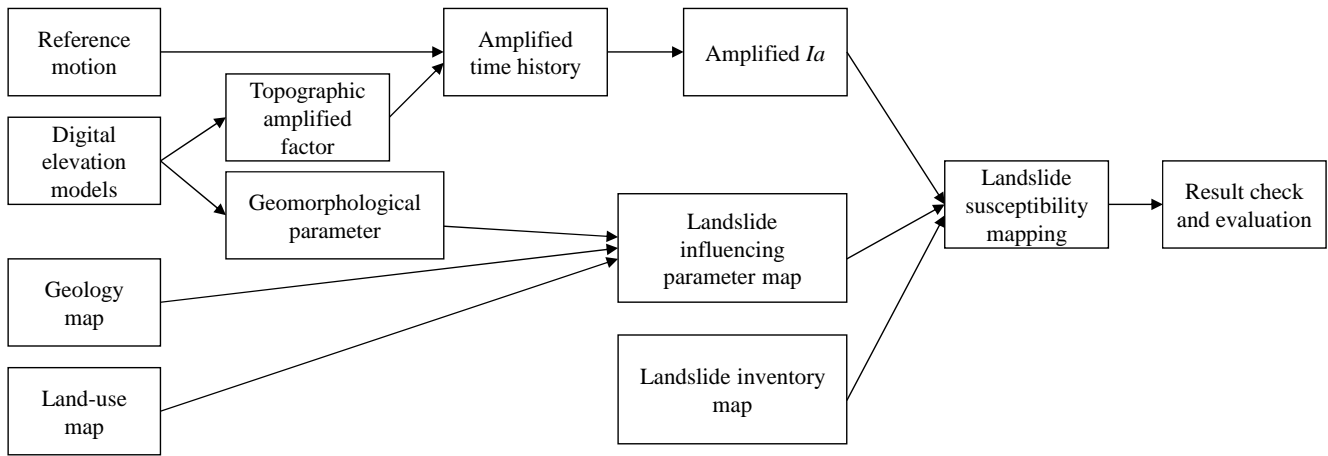 Reference
motion
Amplified
time history
Amplified Ia
Topographic
amplified
factor
Digital
elevation
models
Geomorphological
parameter
Landslide
susceptibility
mapping
Result check
and evaluation
Landslide
influencing
parameter map
Geology
map
Landslide inventory
map
Land-use
map